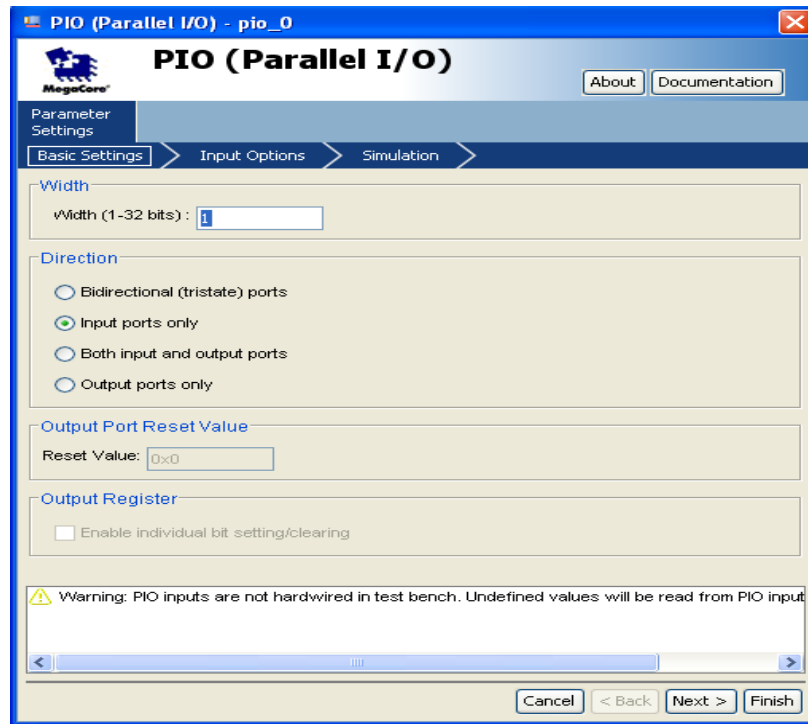 PIO (Parallel I/O) - pio_0
MegaCore®
PIO (Parallel I/O)
About Documentation
Parameter
Settings
Basic Settings Input Options Simulation
Width
Width (1-32 bits) : 1
Direction
Bidirectional (tristate) ports
Input ports only
Both input and output ports
Output ports only
Output Port Reset Value
Reset Value: 0x0
Output Register
Enable individual bit setting/clearing
Warning: PIO inputs are not hardwired in test bench. Undefined values will be read from PIO input
Cancel < Back Next > Finish